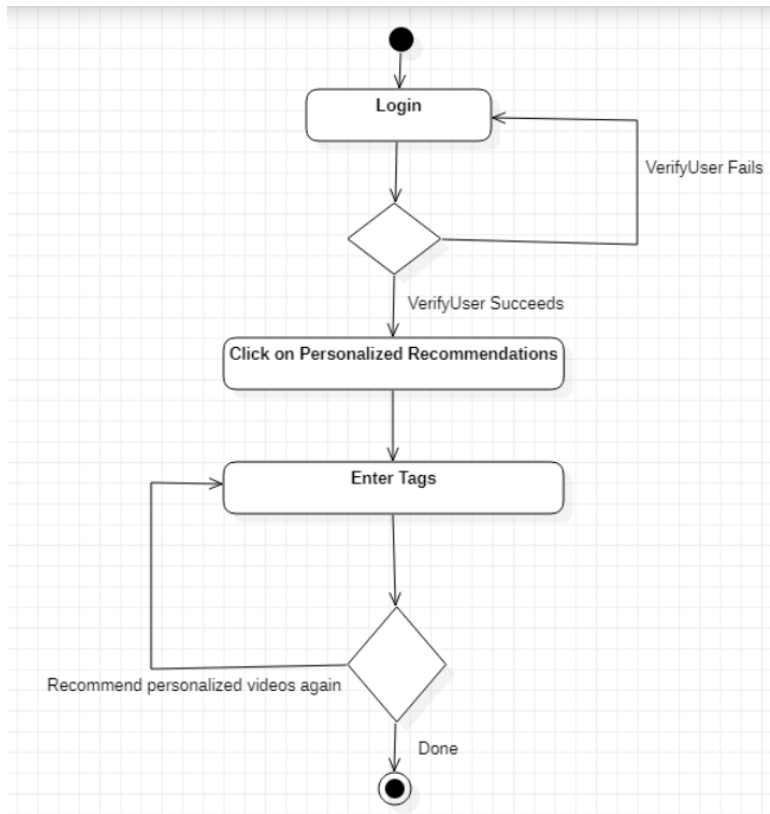 Login
VerifyUser Fails
VerifyUser Succeeds
Click on Personalized Recommendations
Enter Tags
Recommend personalized videos again
Done